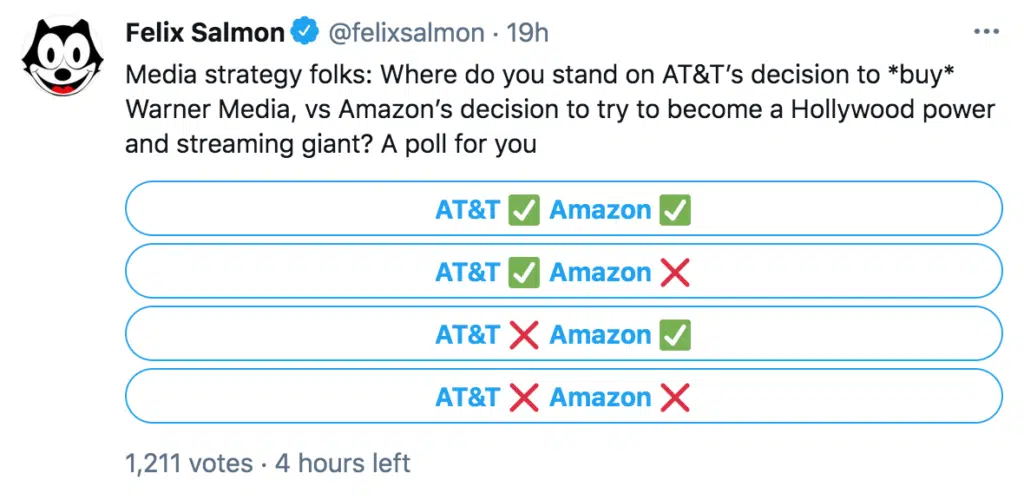 Felix Salmon @felixsalmon · 19h
Media strategy folks: Where do you stand on AT&T’s decision to *buy*
Warner Media, vs Amazon’s decision to try to become a Hollywood power
and streaming giant? A poll for you
AT&T ✅ Amazon ✅
AT&T ✅ Amazon ❌
AT&T ❌ Amazon ✅
AT&T ❌ Amazon ❌
1,211 votes · 4 hours left